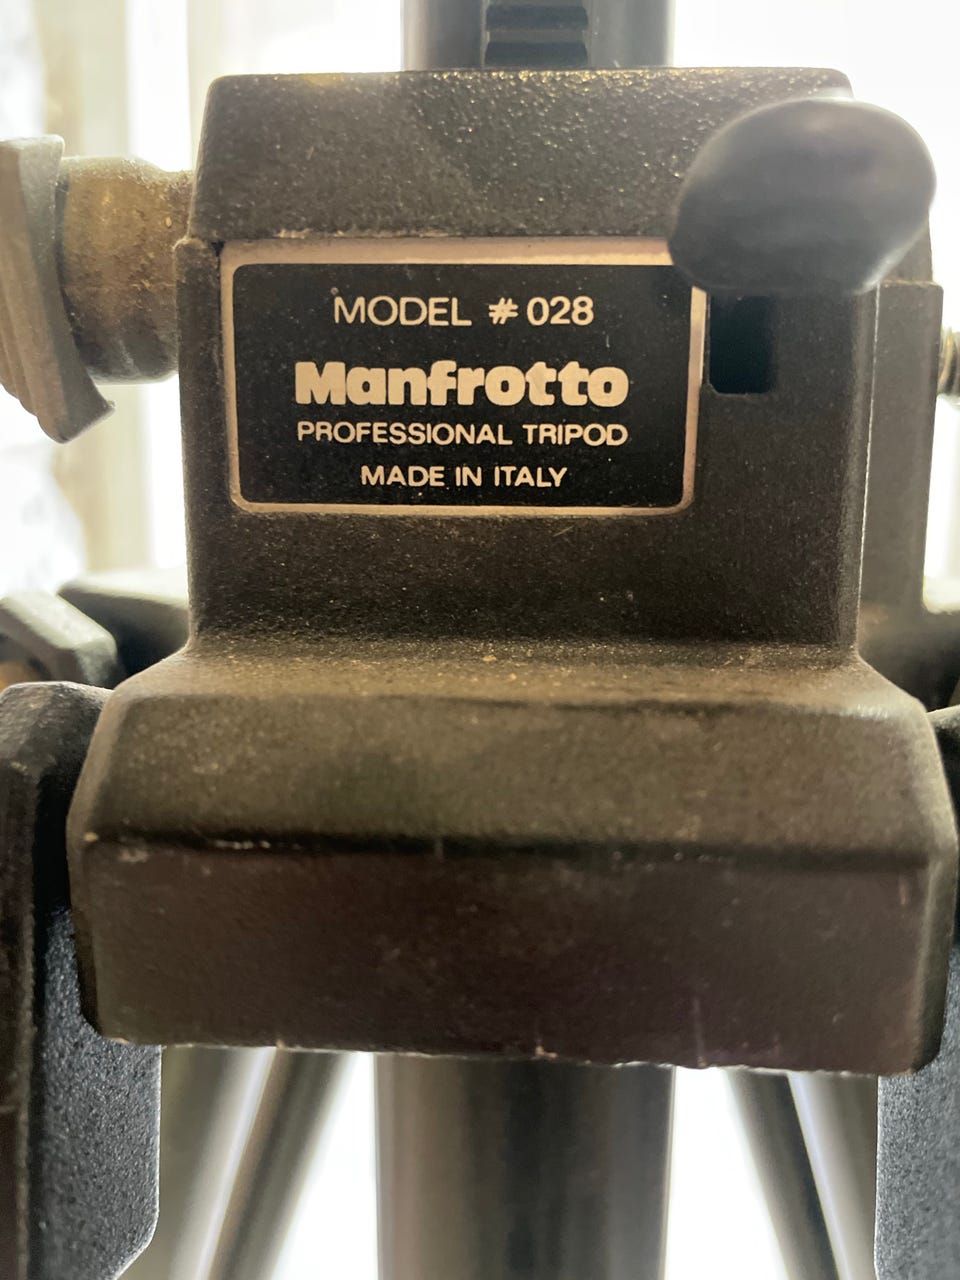 MODEL #028
Manfrotto
PROFESSIONAL TRIPOD
MADE IN ITALY